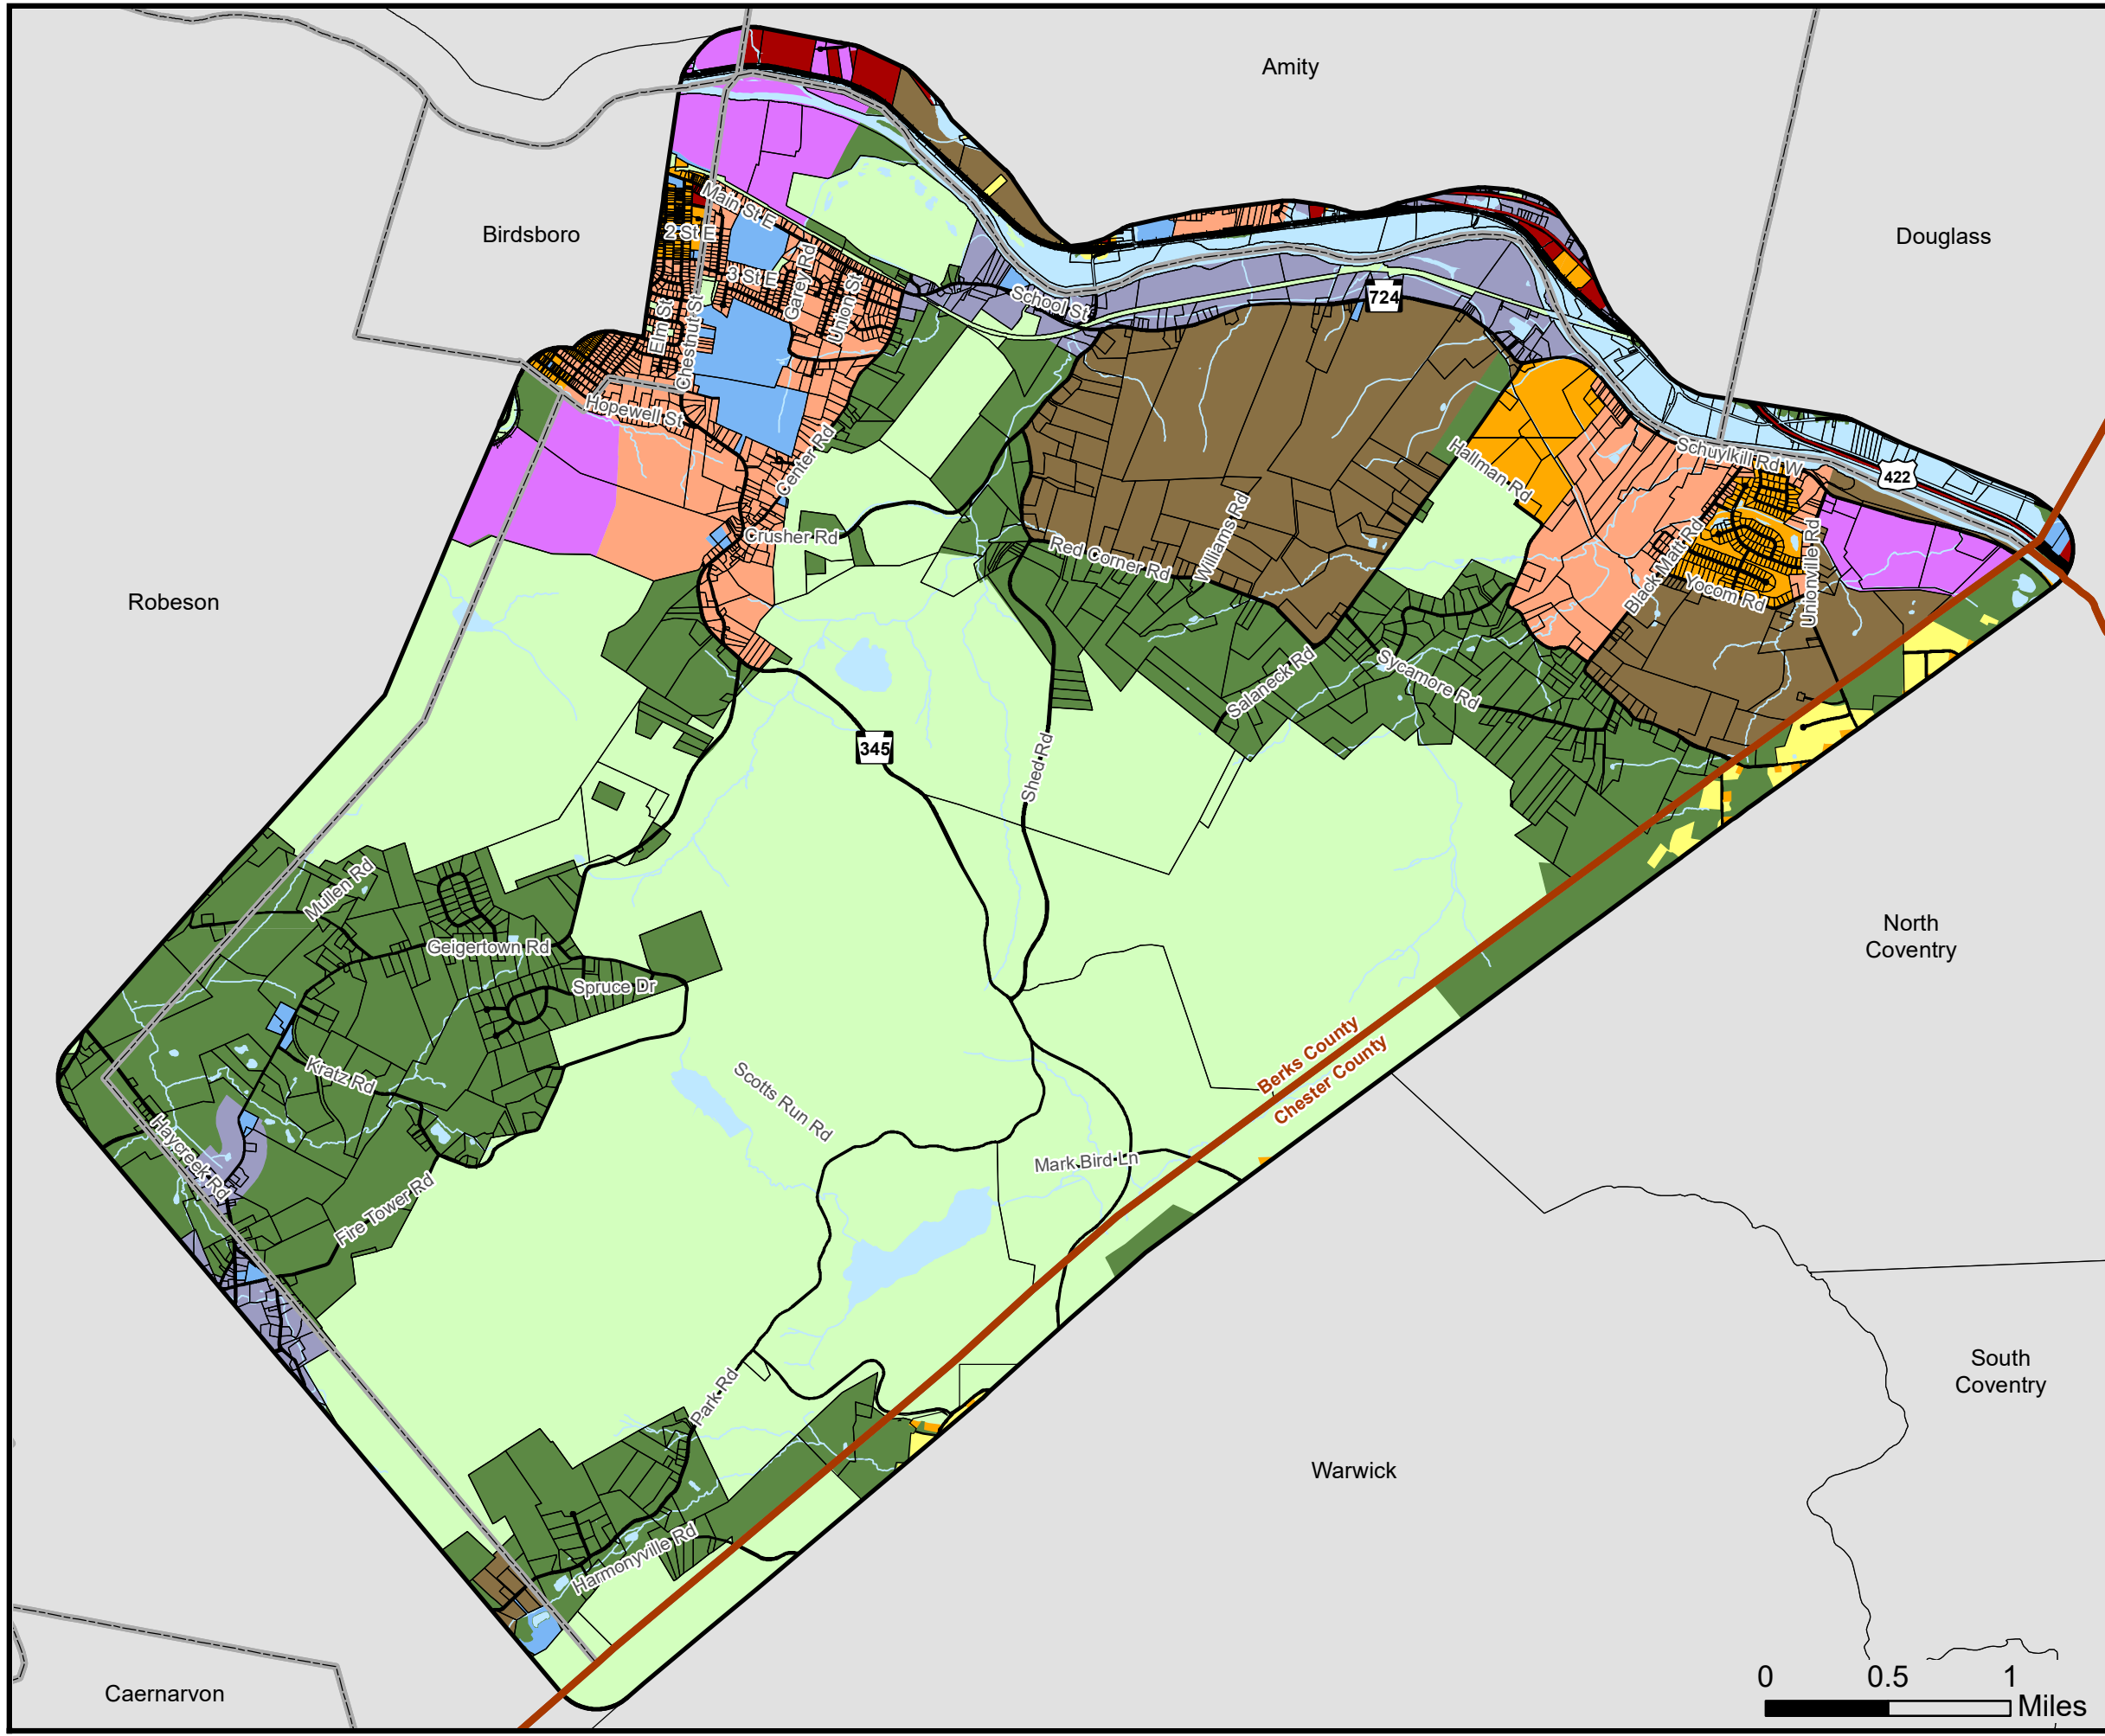 Amity
Douglass
Birdsboro
Main St E
2 St E
3 St E
Garey Rd
Union St
Elm St
Chestnut St
School St
724
Hopewell St
Center Rd
Crusher Rd
Hallman Rd
Schuylkill Rd W
422
Red Corner Rd
Williams Rd
Black Matt Rd
Yocom Rd
Unionville Rd
Robeson
Salaneck Rd
Sycamore Rd
345
Shed Rd
Mullen Rd
Geigertown Rd
Spruce Dr
North
Coventry
Kratz Rd
Scotts Run Rd
Berks County
Chester County
Haycreek Rd
Fire Tower Rd
Mark Bird Ln
South
Coventry
Park Rd
Warwick
Harmonyville Rd
Caernarvon
0 0.5 1
Miles